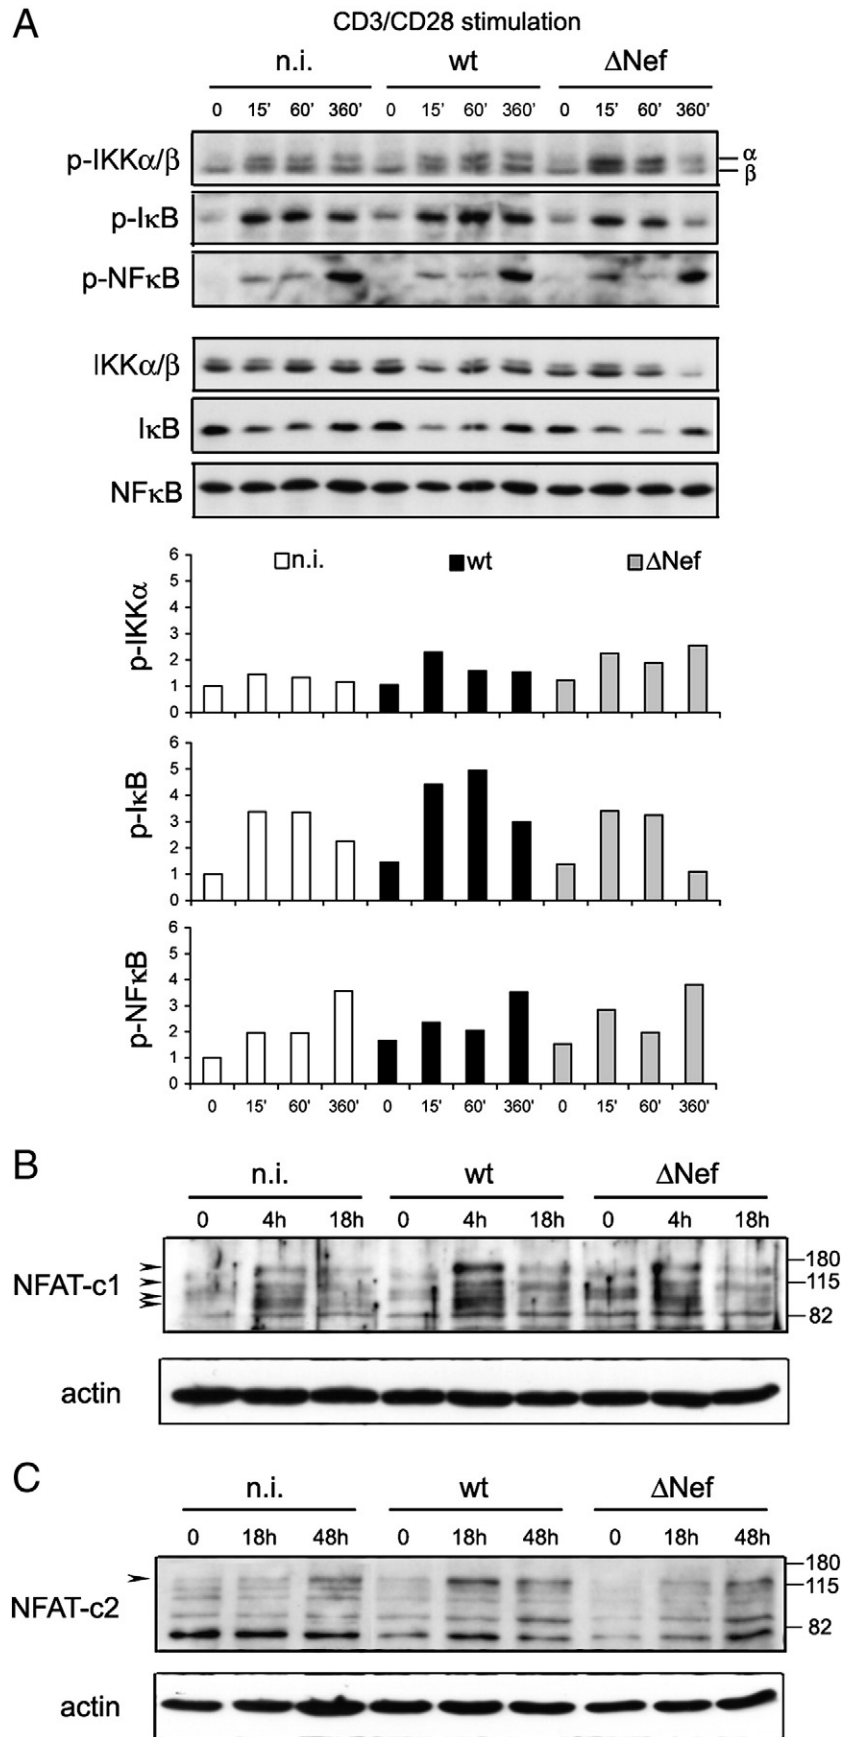 A
CD3/CD28 stimulation
n.i. wt ΔNef
0 15' 60' 360' 0 15' 60' 360' 0 15' 60' 360'
p-IKKα/β
α
β
p-IκB
p-NFκB
IKKα/β
IκB
NFκB
n.i. wt ΔNef
p-IKKα
6
5
4
3
2
1
0
p-IκB
6
5
4
3
2
1
0
p-NFκB
6
5
4
3
2
1
0
0 15' 60' 360' 0 15' 60' 360' 0 15' 60' 360'
B
n.i. wt ΔNef
0 4h 18h 0 4h 18h 0 4h 18h
NFAT-c1
180
115
82
actin
C
n.i. wt ΔNef
0 18h 48h 0 18h 48h 0 18h 48h
NFAT-c2
180
115
82
actin